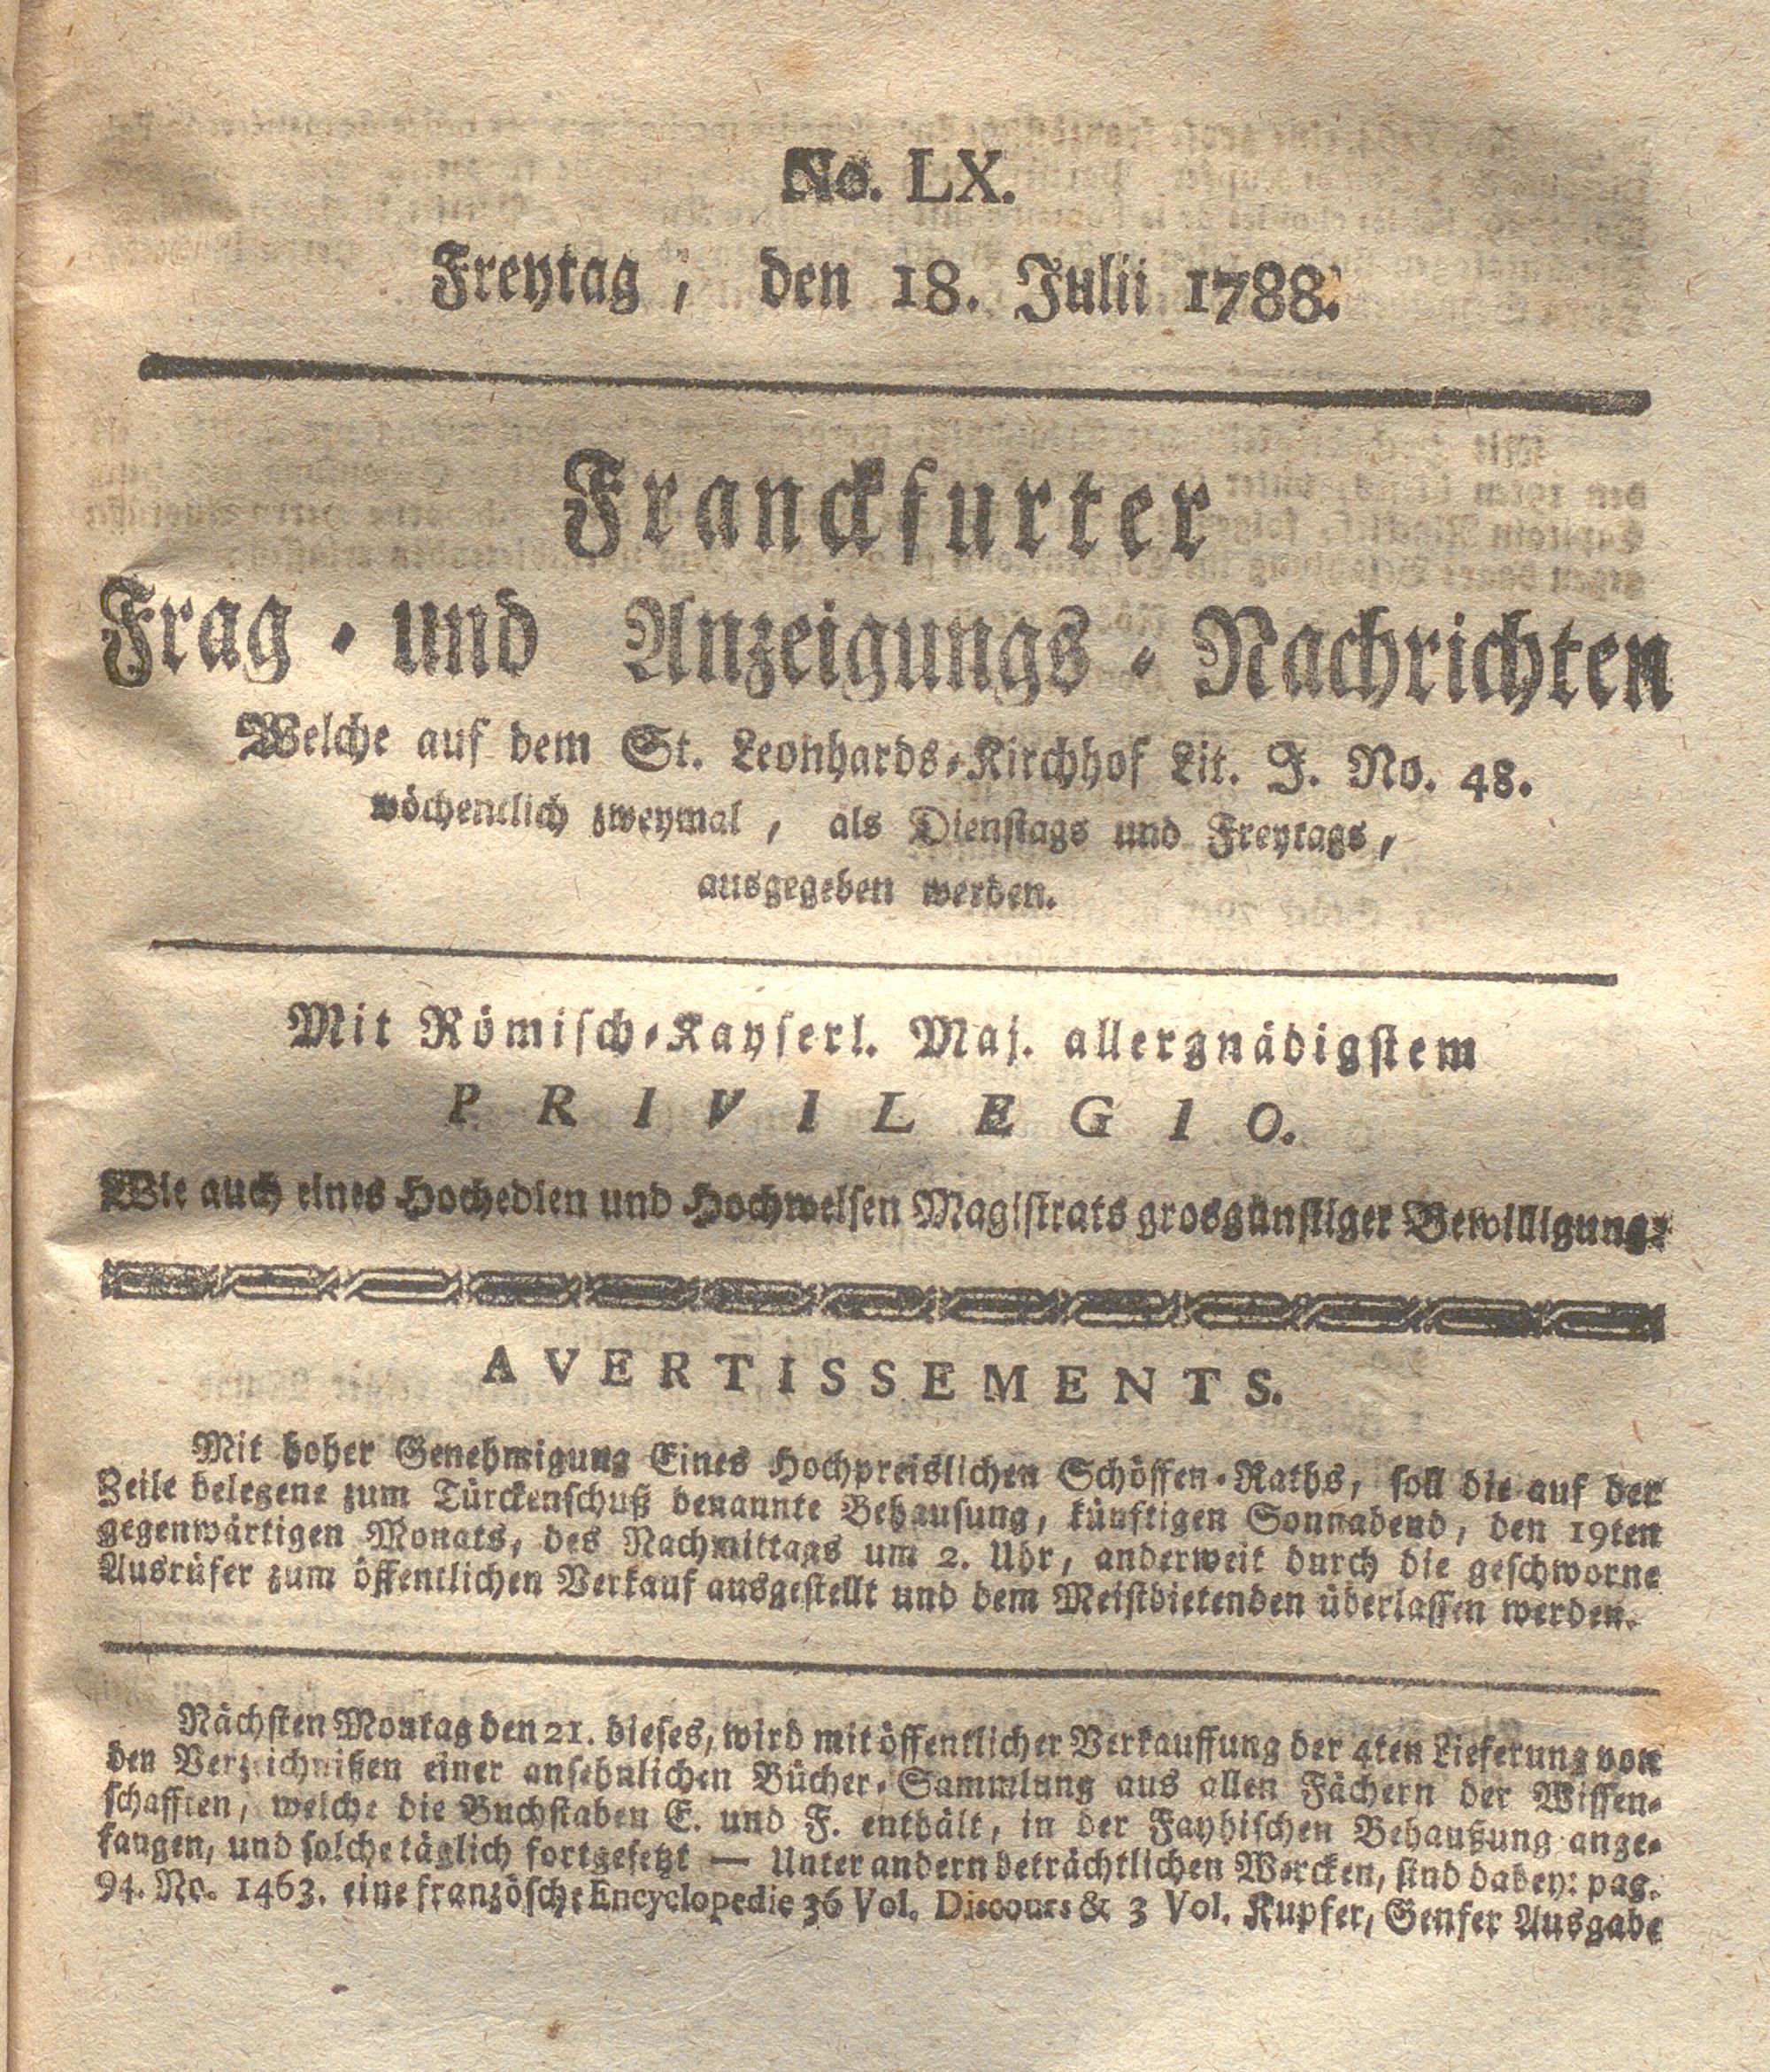 No. LX.
Freytag, den 18. Julii 1788.
Franckfurter
Frag- und Anzeigungs-Nachrichten
Welche auf dem St. Leonhards-Kirchhof Lit. J. No. 48.
wöchentlich zweymal, als Dienstags und Freytags,
ausgegeben werden.
Mit Römisch-Kayserl. Maj. allergnädigstem
PRIVILEGIO.
Wie auch eines Hochedlen und Hochweisen Magistrats grosgünstiger Bewilligung.
AVERTISSEMENTS.
Mit hoher Genehmigung Eines Hochpreislichen Schöffen-Raths, soll die auf der
Zeile belegene zum Türckenschuß benannte Behausung, künftigen Sonnabend, den 19ten
gegenwärtigen Monats, des Nachmittags um 2. Uhr, anderweit durch die geschworne
Ausrüfer zum öffentlichen Verkauf ausgestellt und dem Meistbietenden überlassen werden.
Nächsten Montag den 21. dieses, wird mit öffentlicher Verkauffung der 4ten Lieferung von
den Verzeichnißen einer ansehnlichen Bücher-Sammlung aus allen Fächern der Wissen-
schafften, welche die Buchstaben E. und F. enthält, in der Fayhischen Behaußung ange-
fangen, und solche täglich fortgesetzt — Unter andern beträchtlichen Wercken, sind dabey: pag.
94. No. 1463. eine französche Encyclopedie 36 Vol. Discours & 3 Vol. Kupfer, Genfer Ausgabe